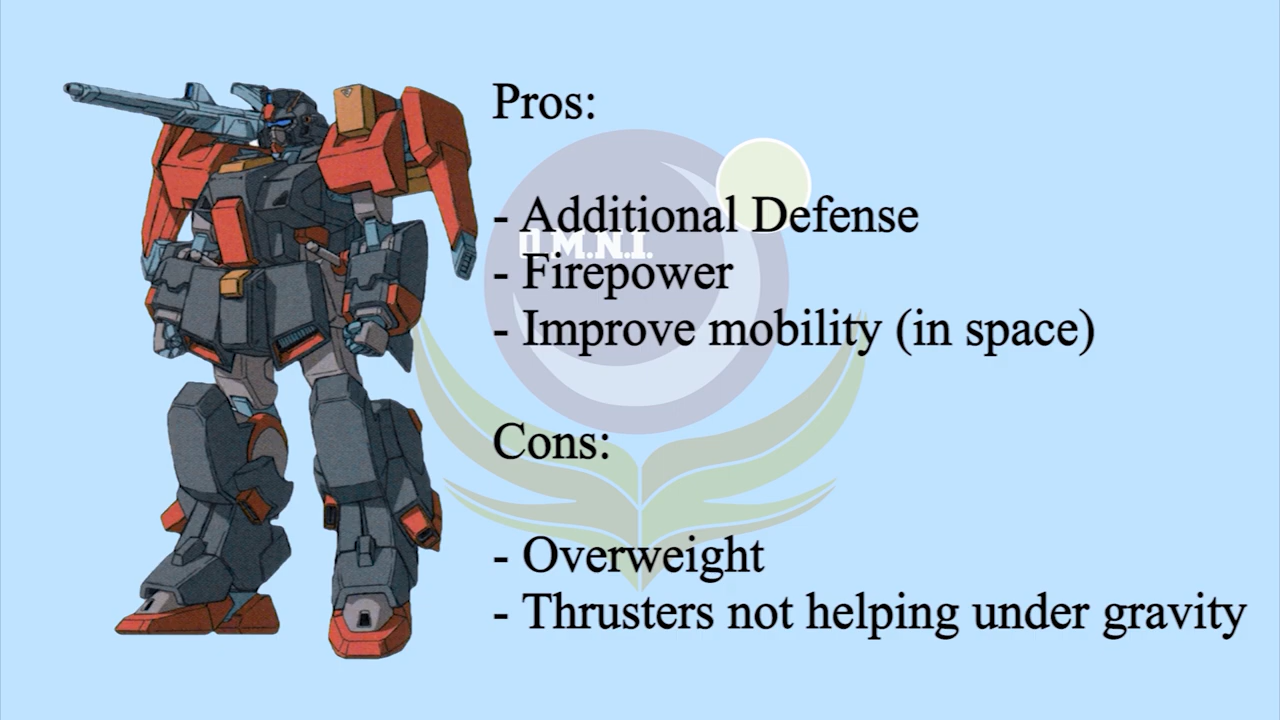 Pros:
- Additional Defense
O.M.N.I.
- Firepower
- Improve mobility (in space)
Cons:
- Overweight
- Thrusters not helping under gravity